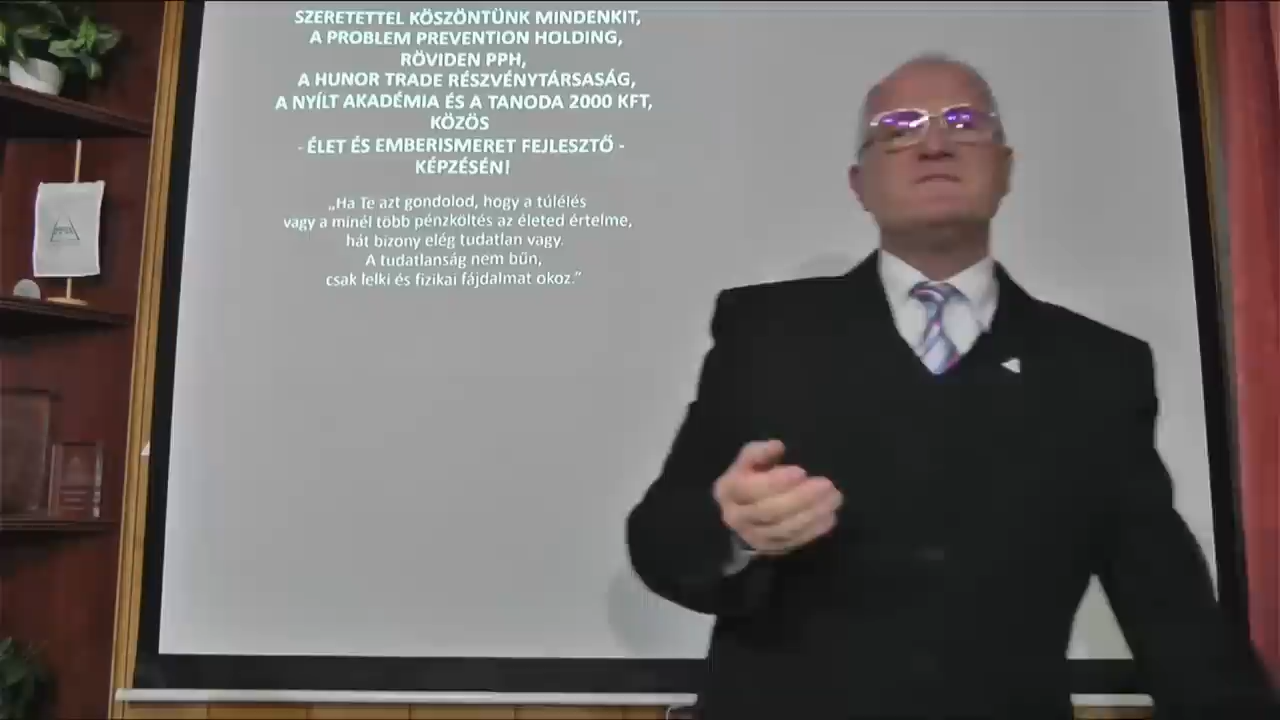 SZERETETTEL KÖSZÖNTÜNK MINDENKIT,
A PROBLEM PREVENTION HOLDING,
RÖVIDEN PPH,
A HUNOR TRADE RÉSZVÉNYTÁRSASÁG,
A NYÍLT AKADÉMIA ÉS A TANODA 2000 KFT,
KÖZÖS
- ÉLET ÉS EMBERISMERET FEJLESZTŐ -
KÉPZÉSÉN!
„Ha Te azt gondolod, hogy a túlélés
vagy a minél több pénzköltés az életed értelme,
hát bizony elég tudatlan vagy.
A tudatlanság nem bűn,
csak lelki és fizikai fájdalmat okoz.”